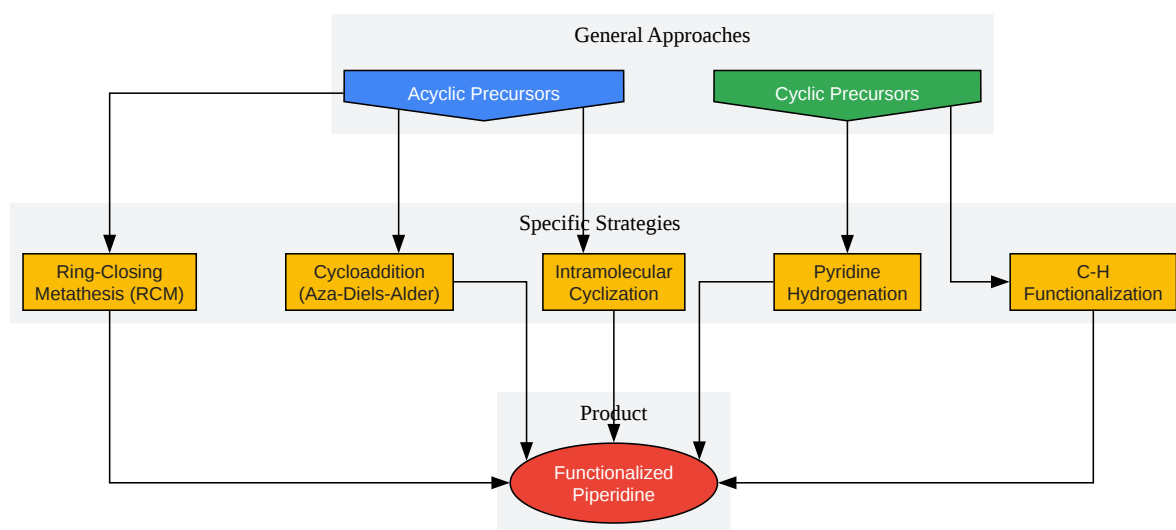 General Approaches
Acyclic Precursors
Cyclic Precursors
Specific Strategies
Ring-Closing
Metathesis (RCM)
Cycloaddition
(Aza-Diels-Alder)
Intramolecular
Cyclization
Pyridine
Hydrogenation
C-H
Functionalization
Product
Functionalized
Piperidine